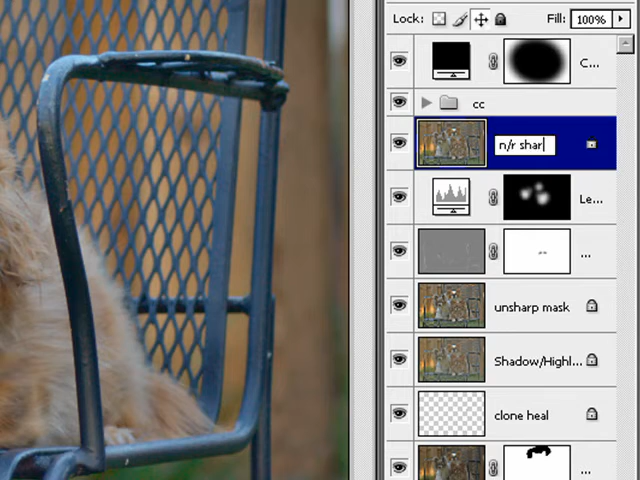 Lock: Fill: 100%
C...
cc
n/r shar
Le...
...
unsharp mask
Shadow/Highl...
clone heal
...